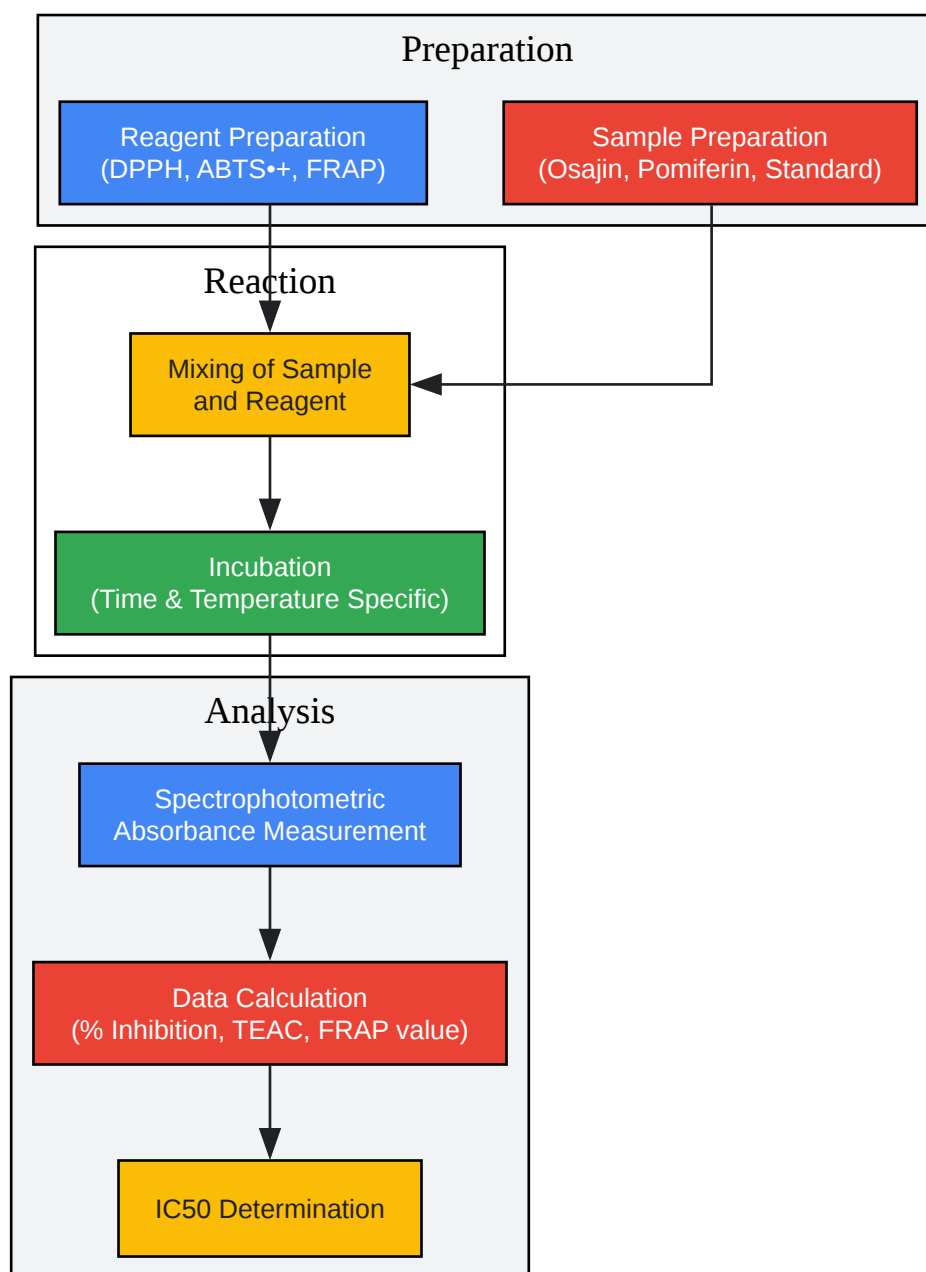 Preparation
Reagent Preparation
(DPPH, ABTS•+, FRAP)
Sample Preparation
(Osajin, Pomiferin, Standard)
Reaction
Mixing of Sample
and Reagent
Incubation
(Time & Temperature Specific)
Analysis
Spectrophotometric
Absorbance Measurement
Data Calculation
(% Inhibition, TEAC, FRAP value)
IC50 Determination